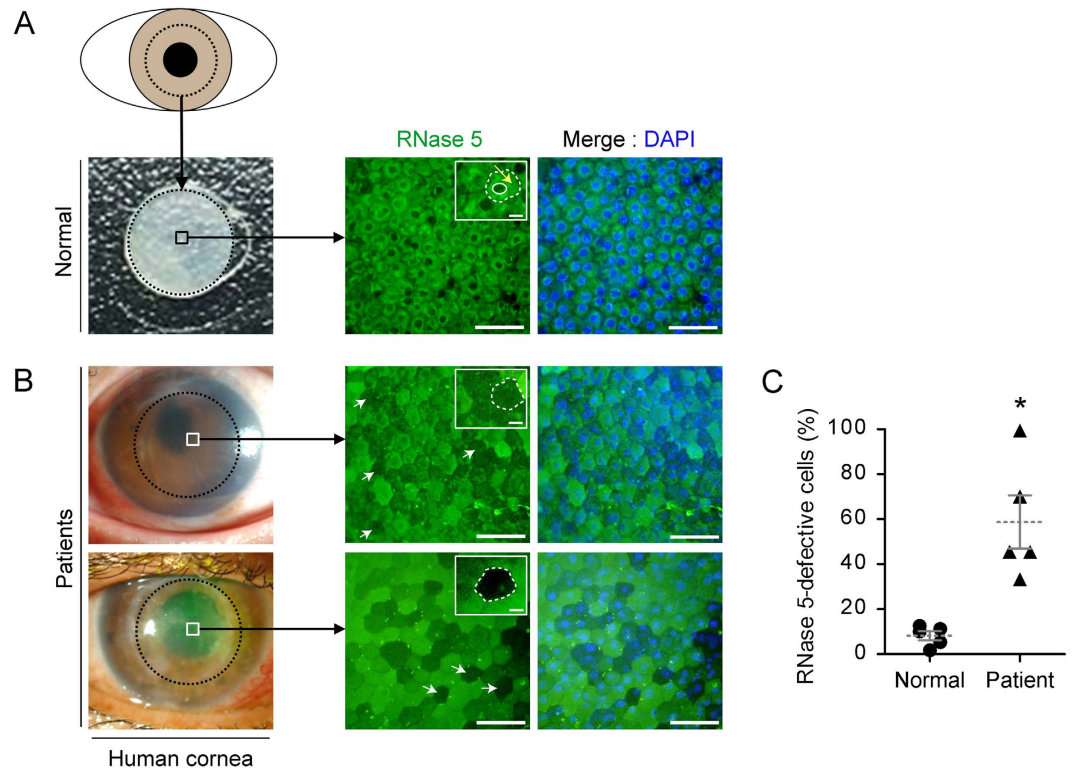 A
RNase 5
Merge : DAPI
Normal
B
Patients
Human cornea
C
*
RNase 5-defective cells (%)
100
80
60
40
20
0
Normal
Patient